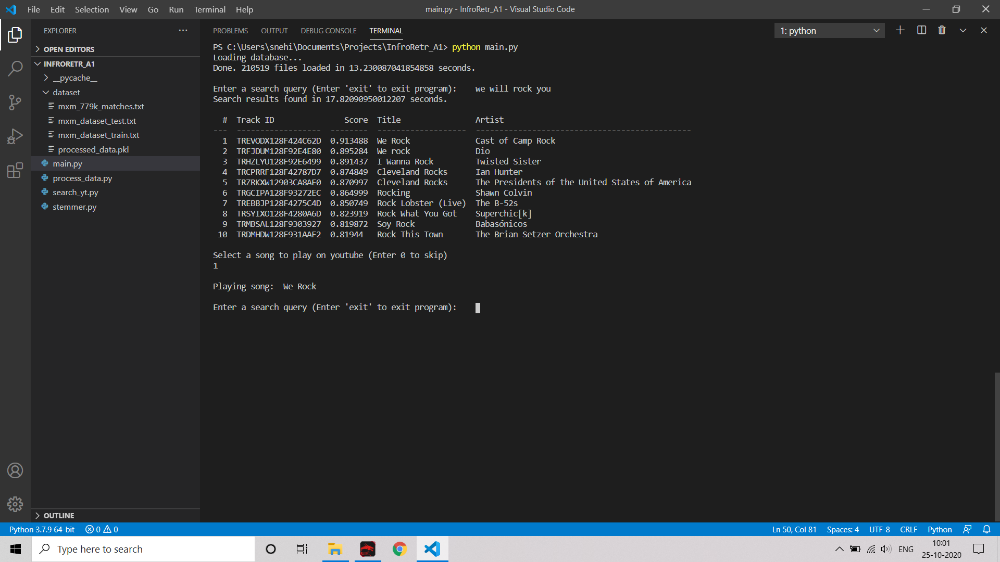 File Edit Selection View Go Run Terminal Help
main.py - InfroRetr_A1 - Visual Studio Code
EXPLORER
OPEN EDITORS
INFRORETR_A1
__pycache__
dataset
mxm_779k_matches.txt
mxm_dataset_test.txt
mxm_dataset_train.txt
processed_data.pkl
main.py
process_data.py
search_yt.py
stemmer.py
OUTLINE
PROBLEMS OUTPUT DEBUG CONSOLE TERMINAL
1: python
PS C:\Users\snehi\Documents\Projects\InfroRetr_A1> python main.py
Loading database...
Done. 210519 files loaded in 13.230087041854858 seconds.
Enter a search query (Enter 'exit' to exit program):    we will rock you
Search results found in 17.82090950012207 seconds.
  #  Track ID               Score  Title                Artist
---  ------------------  --------  -------------------  ----------------------------------------------
  1  TREVODX128F424C62D  0.913488  We Rock              Cast of Camp Rock
  2  TRFJDUM128F92E4E80  0.895284  We rock              Dio
  3  TRHZLYU128F92E6499  0.891437  I Wanna Rock         Twisted Sister
  4  TRCPRRF128F42787D7  0.874849  Cleveland Rocks      Ian Hunter
  5  TRZRKXW12903CA8AE0  0.870997  Cleveland Rocks      The Presidents of the United States of America
  6  TRGCIPA128F93272EC  0.864999  Rocking              Shawn Colvin
  7  TREBBJP128F4275C4D  0.850749  Rock Lobster (Live)  The B-52s
  8  TRSYIXO128F4280A6D  0.823919  Rock What You Got    Superchic[k]
  9  TRMBSAL128F9303927  0.819872  Soy Rock             Babasónicos
 10  TRDMHDW128F931AAF2  0.81944   Rock This Town       The Brian Setzer Orchestra
Select a song to play on youtube (Enter 0 to skip)
1
Playing song:  We Rock
Enter a search query (Enter 'exit' to exit program):
Python 3.7.9 64-bit 0 0
Ln 50, Col 81 Spaces: 4 UTF-8 CRLF Python
Type here to search
ENG
10:01
25-10-2020